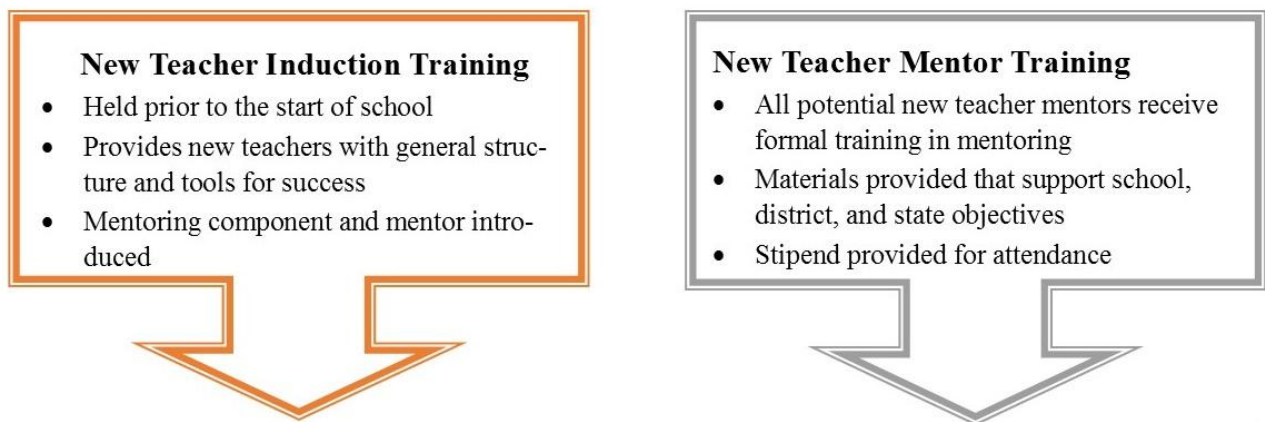 New Teacher Induction Training
• Held prior to the start of school
• Provides new teachers with general struc-
ture and tools for success
• Mentoring component and mentor intro-
duced
New Teacher Mentor Training
• All potential new teacher mentors receive
formal training in mentoring
• Materials provided that support school,
district, and state objectives
• Stipend provided for attendance